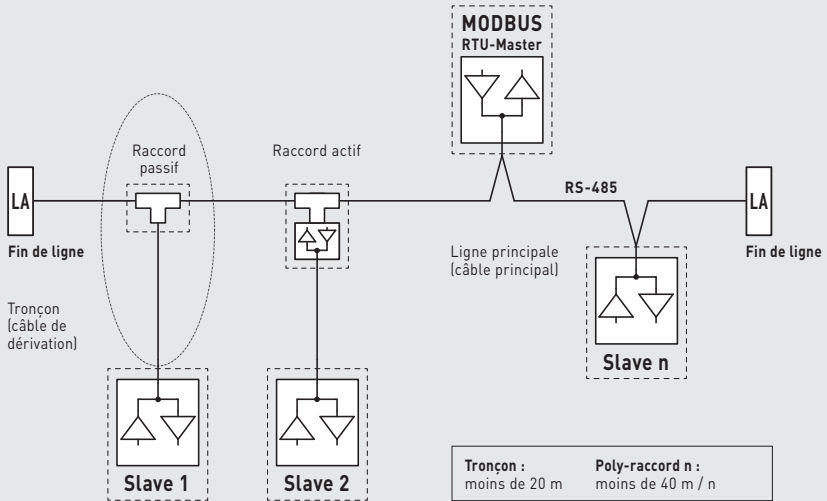 MODBUS
RTU-Master
Raccord
passif
Raccord actif
LA
RS-485
LA
Fin de ligne
Ligne principale
(câble principal)
Fin de ligne
Tronçon
(câble de
dérivation)
Slave n
Slave 1
Slave 2
Tronçon :
moins de 20 m
Poly-raccord n :
moins de 40 m / n